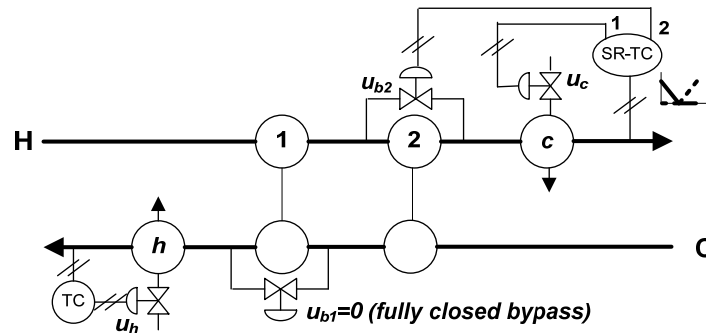 1 2
SR-TC
u_b2
u_c
H
1
2
c
h
C
TC
u_h
u_b1=0 (fully closed bypass)